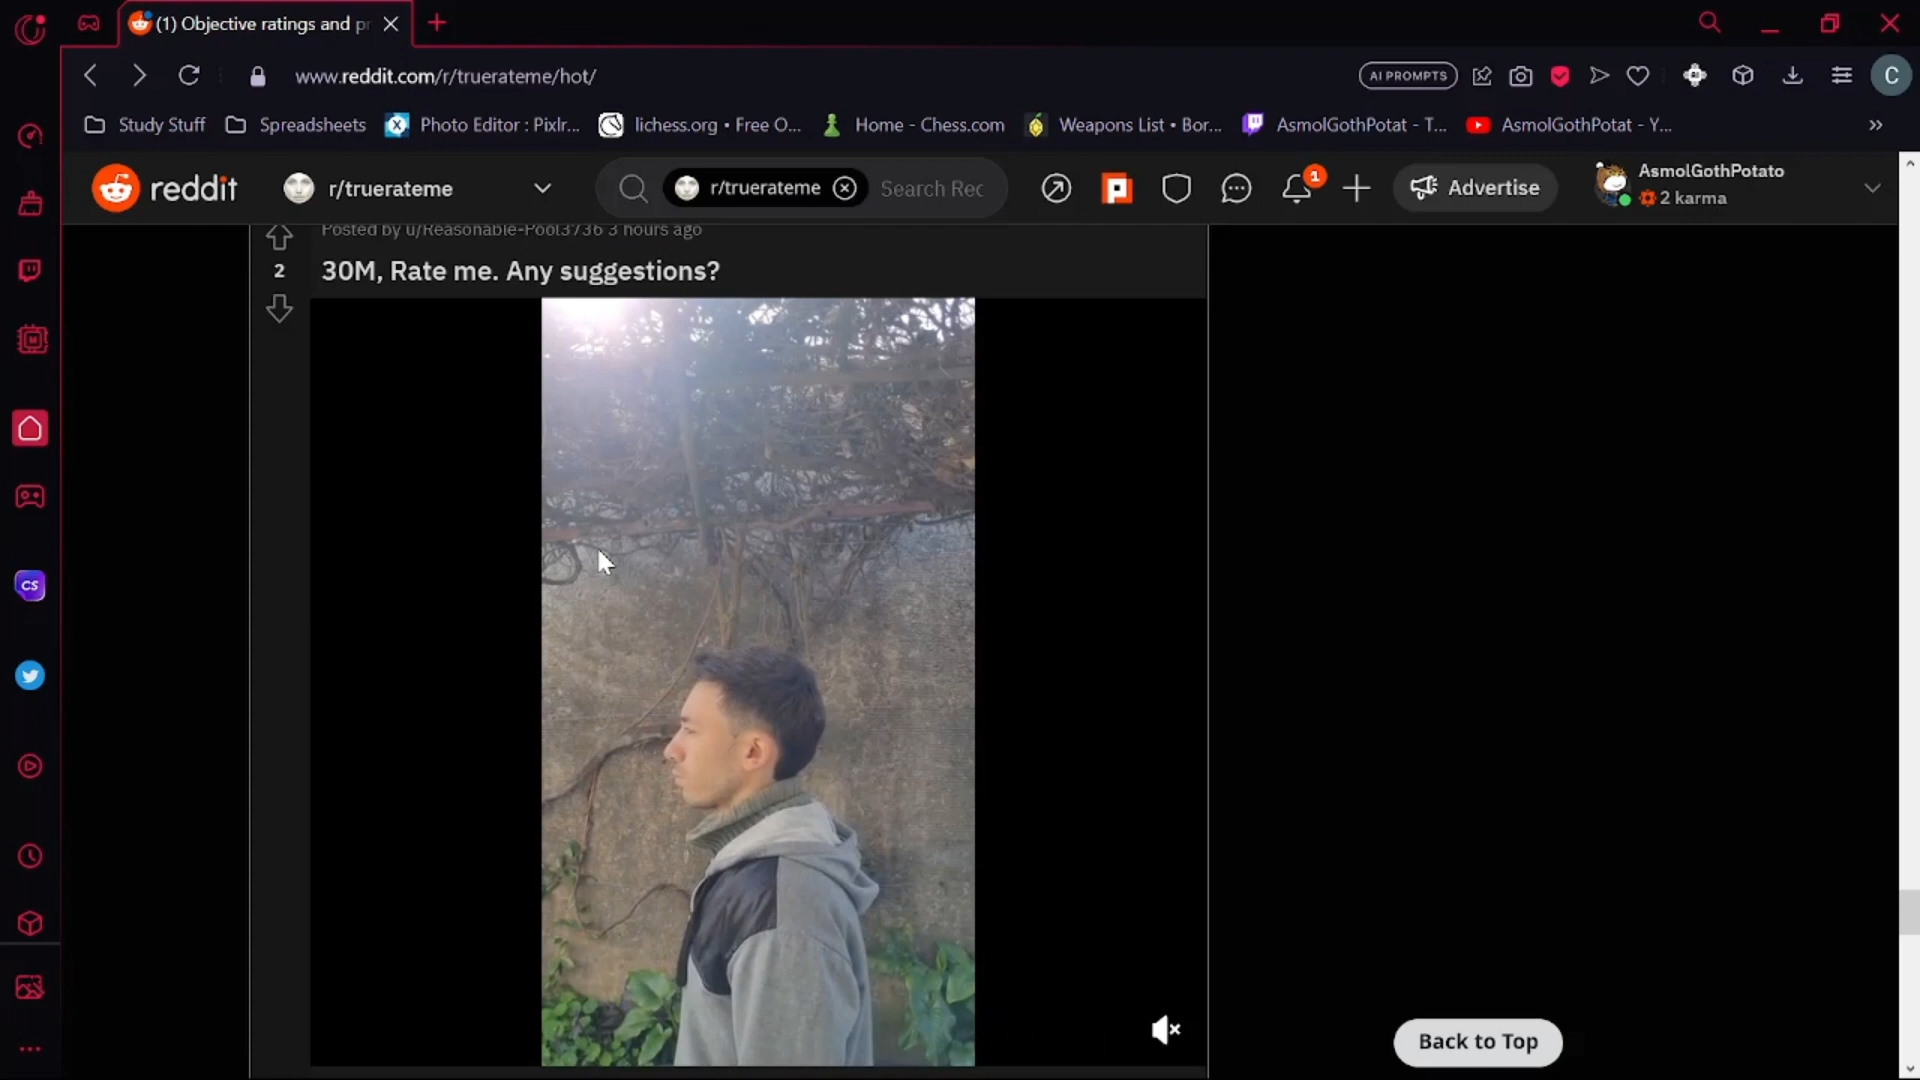 (1) Objective ratings and pr
www.reddit.com/r/truerateme/hot/
AI PROMPTS
C
Study Stuff
Spreadsheets
Photo Editor : Pixlr...
lichess.org • Free O...
Home - Chess.com
Weapons List • Bor...
AsmolGothPotat - T...
AsmolGothPotat - Y...
»
reddit
r/truerateme
r/truerateme
Search Rec
1
Advertise
AsmolGothPotato
2 karma
Posted by u/Reasonable-Pool3736 3 hours ago
2
30M, Rate me. Any suggestions?
CS
Back to Top